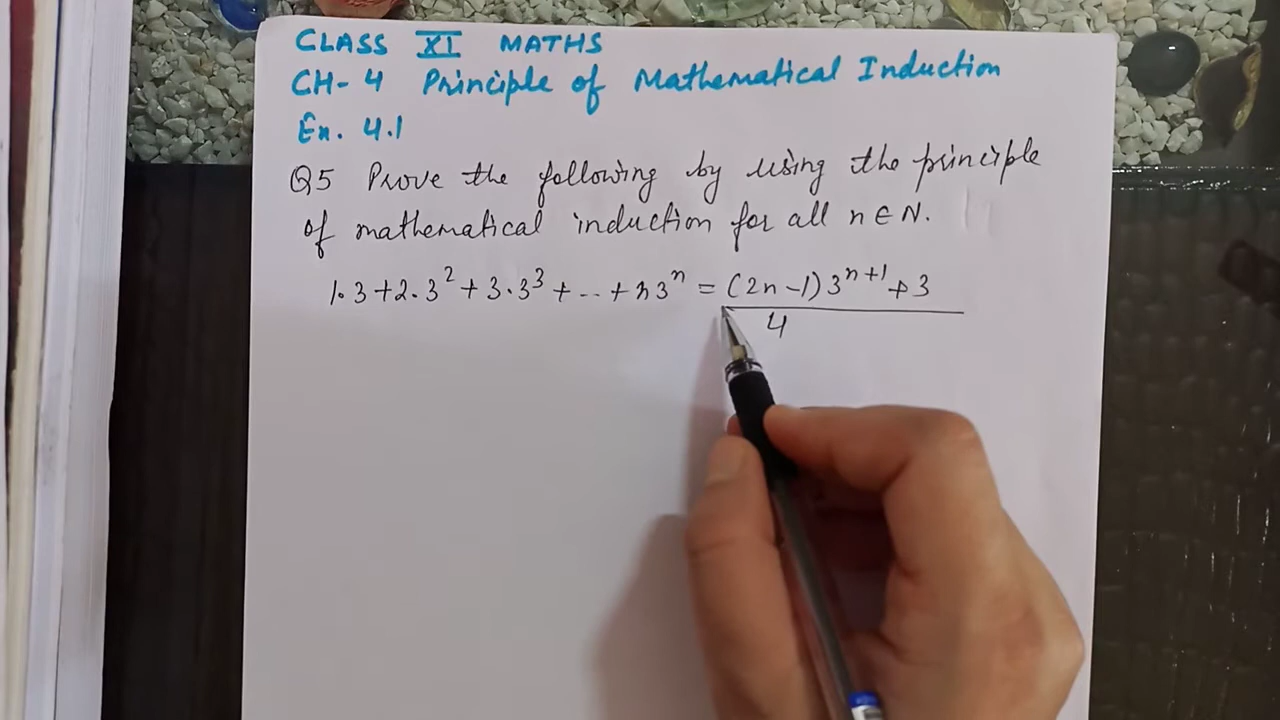 CLASS XI MATHS
CH-4 Principle of Mathematical Induction
Ex. 4.1
Q5 Prove the following by using the principle
of mathematical induction for all n ∈ N.
1.3 + 2.3² + 3.3³ + ... + n3ⁿ = (2n-1)3ⁿ⁺¹ + 3
4